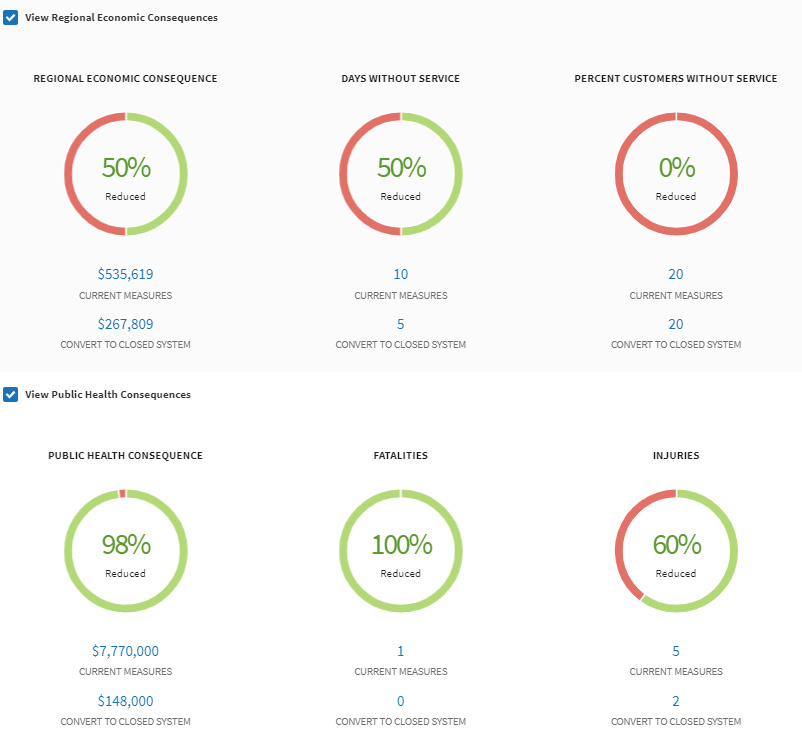 View Regional Economic Consequences
REGIONAL ECONOMIC CONSEQUENCE
DAYS WITHOUT SERVICE
PERCENT CUSTOMERS WITHOUT SERVICE
50%
Reduced
50%
Reduced
0%
Reduced
$535,619
CURRENT MEASURES
10
CURRENT MEASURES
20
CURRENT MEASURES
$267,809
CONVERT TO CLOSED SYSTEM
5
CONVERT TO CLOSED SYSTEM
20
CONVERT TO CLOSED SYSTEM
View Public Health Consequences
PUBLIC HEALTH CONSEQUENCE
FATALITIES
INJURIES
98%
Reduced
100%
Reduced
60%
Reduced
$7,770,000
CURRENT MEASURES
1
CURRENT MEASURES
5
CURRENT MEASURES
$148,000
CONVERT TO CLOSED SYSTEM
0
CONVERT TO CLOSED SYSTEM
2
CONVERT TO CLOSED SYSTEM